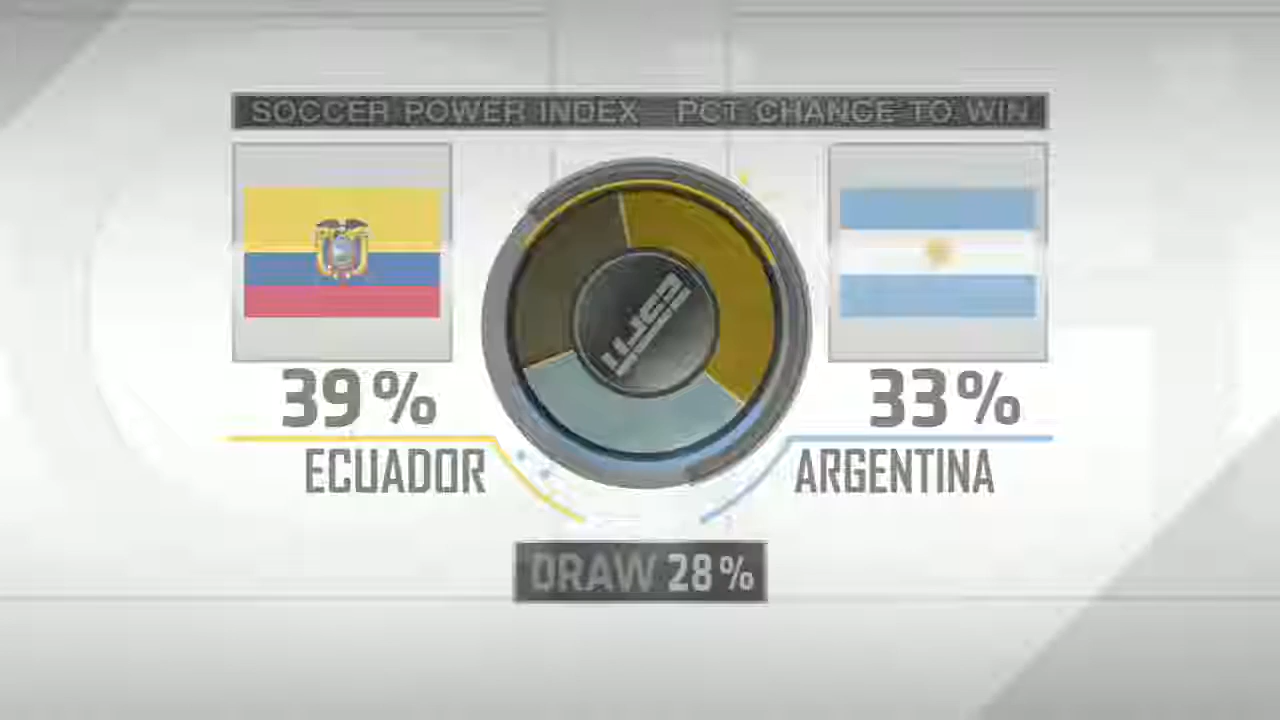 SOCCER POWER INDEX PCT CHANGE TO WIN
39%
33%
ECUADOR
ARGENTINA
DRAW 28%